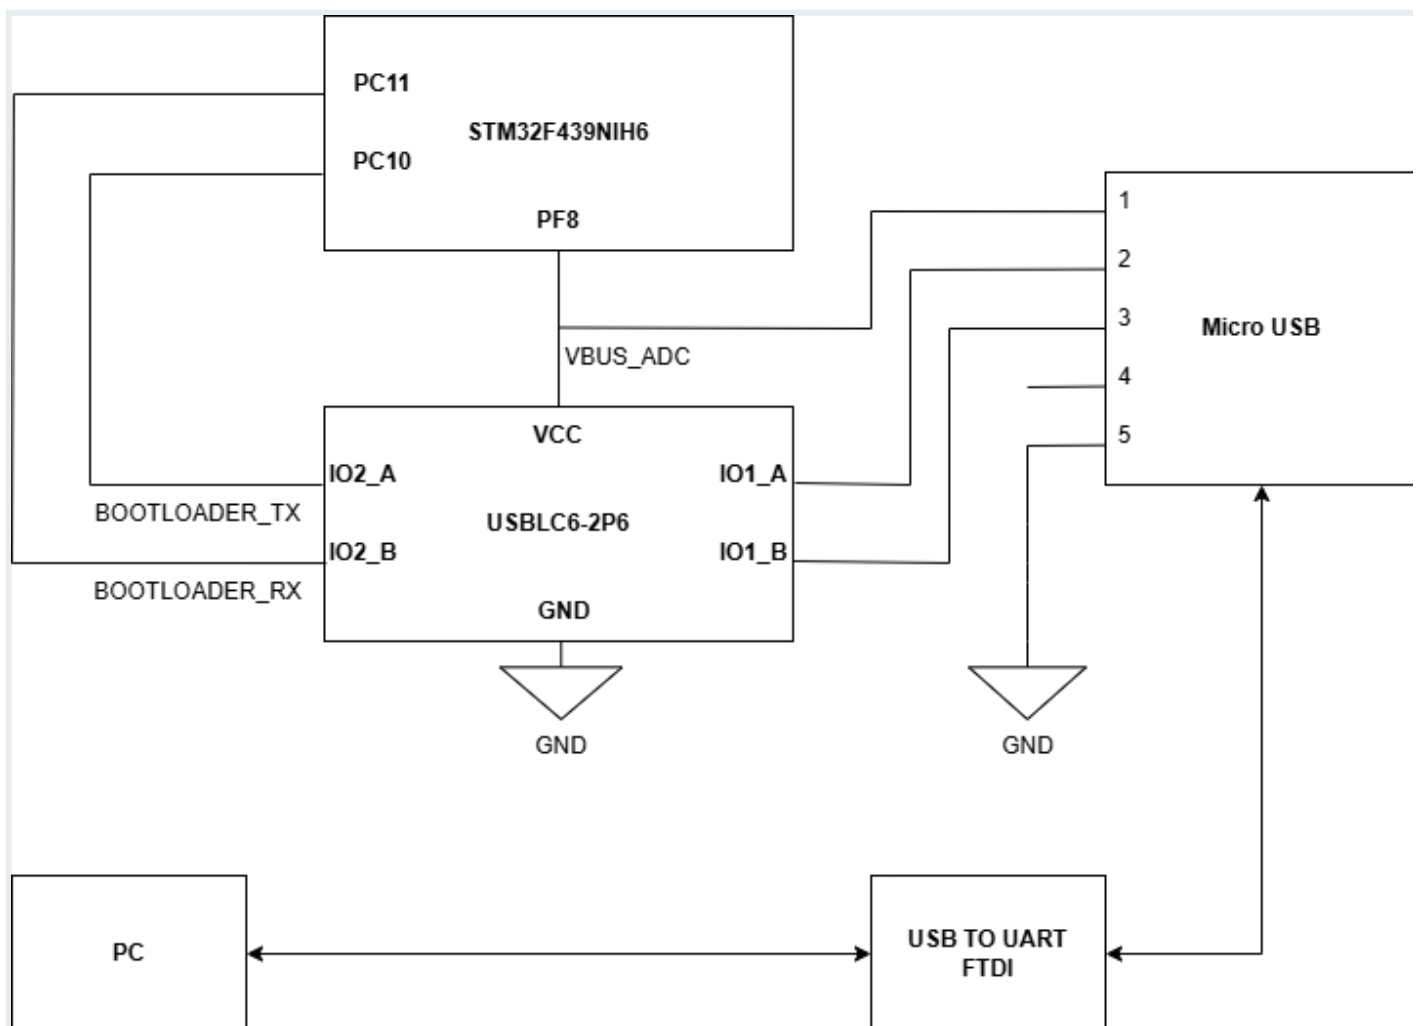 PC11
STM32F439NIH6
PC10
PF8
1
2
3
Micro USB
4
5
VBUS_ADC
VCC
IO2_A
IO1_A
BOOTLOADER_TX
USBLC6-2P6
IO2_B
IO1_B
BOOTLOADER_RX
GND
GND
GND
PC
USB TO UART
FTDI